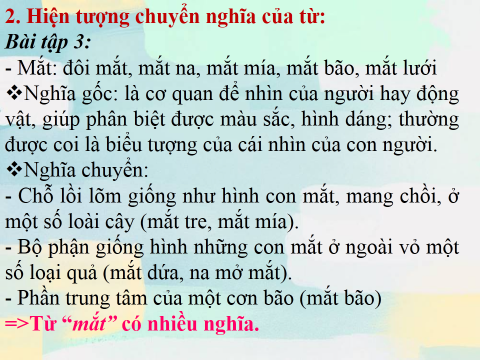 2. Hiện tượng chuyển nghĩa của từ:
Bài tập 3:
- Mắt: đôi mắt, mắt na, mắt mía, mắt bão, mắt lưới
❖Nghĩa gốc: là cơ quan để nhìn của người hay động
vật, giúp phân biệt được màu sắc, hình dáng; thường
được coi là biểu tượng của cái nhìn của con người.
❖Nghĩa chuyển:
- Chỗ lồi lõm giống như hình con mắt, mang chồi, ở
một số loài cây (mắt tre, mắt mía).
- Bộ phận giống hình những con mắt ở ngoài vỏ một
số loại quả (mắt dứa, na mở mắt).
- Phần trung tâm của một cơn bão (mắt bão)
=>Từ “mắt” có nhiều nghĩa.